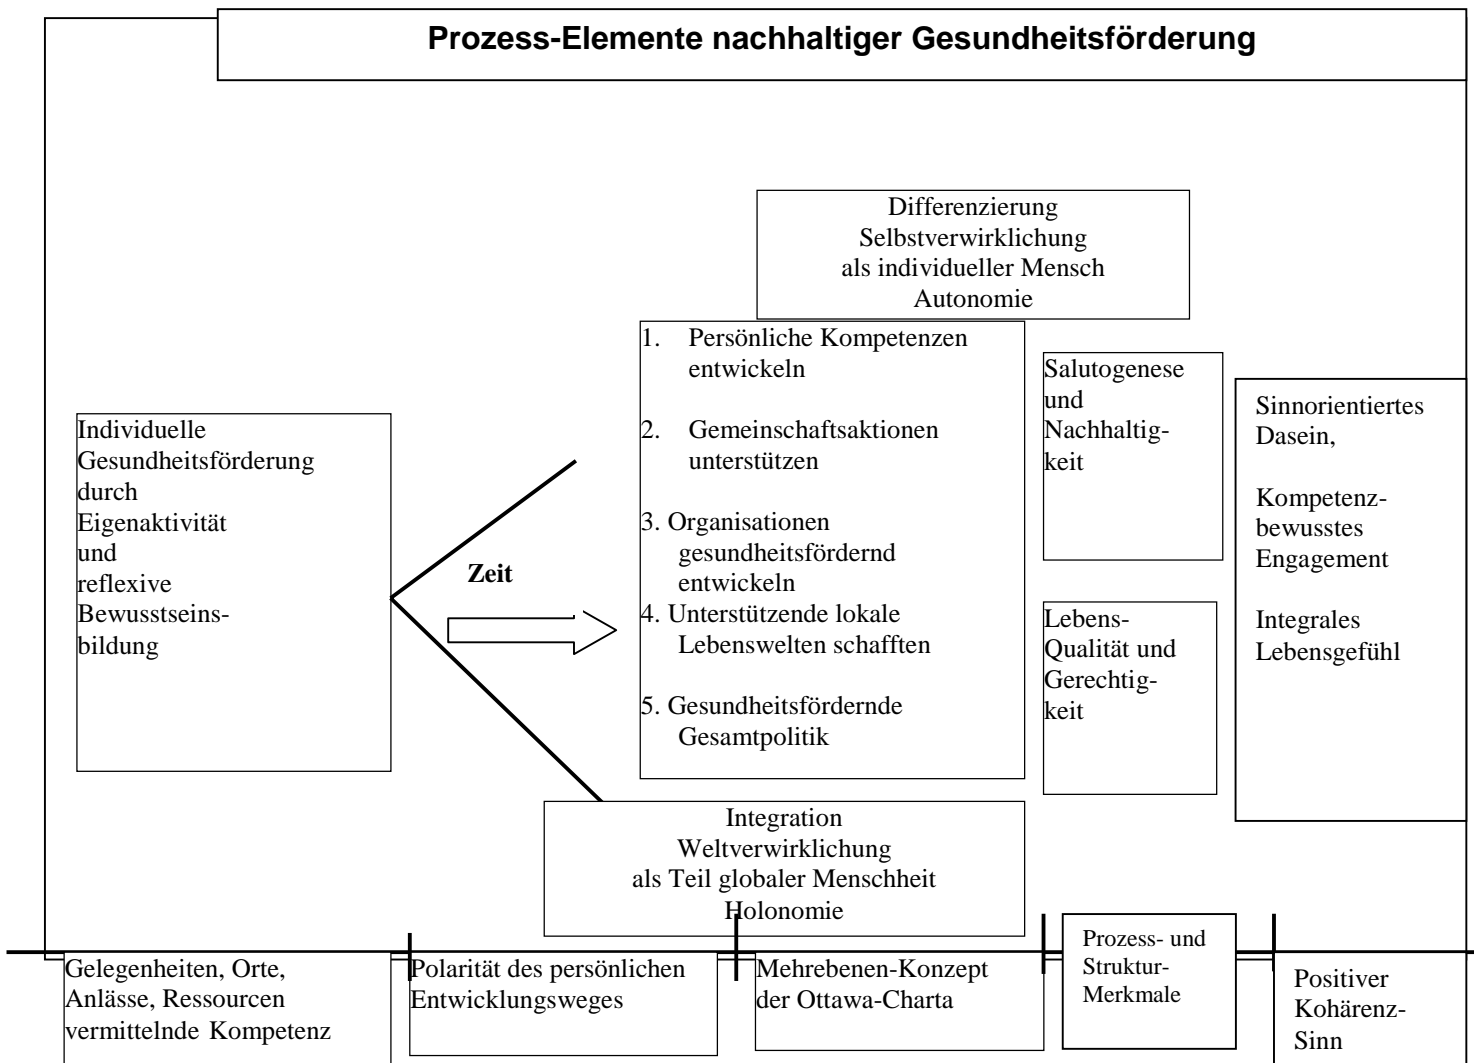 Prozess-Elemente nachhaltiger Gesundheitsförderung
Differenzierung
Selbstverwirklichung
als individueller Mensch
Autonomie
Individuelle
Gesundheitsförderung
durch
Eigenaktivität
und
reflexive
Bewusstseins-
bildung
Zeit
1. Persönliche Kompetenzen
entwickeln
2. Gemeinschaftsaktionen
unterstützen
3. Organisationen
gesundheitsfördernd
entwickeln
4. Unterstützende lokale
Lebenswelten schafften
5. Gesundheitsfördernde
Gesamtpolitik
Salutogenese
und
Nachhaltig-
keit
Lebens-
Qualität und
Gerechtig-
keit
Sinnorientiertes
Dasein,
Kompetenz-
bewusstes
Engagement
Integrales
Lebensgefühl
Integration
Weltverwirklichung
als Teil globaler Menschheit
Holonomie
Gelegenheiten, Orte,
Anlässe, Ressourcen
vermittelnde Kompetenz
Polarität des persönlichen
Entwicklungsweges
Mehrebenen-Konzept
der Ottawa-Charta
Prozess- und
Struktur-
Merkmale
Positiver
Kohärenz-
Sinn